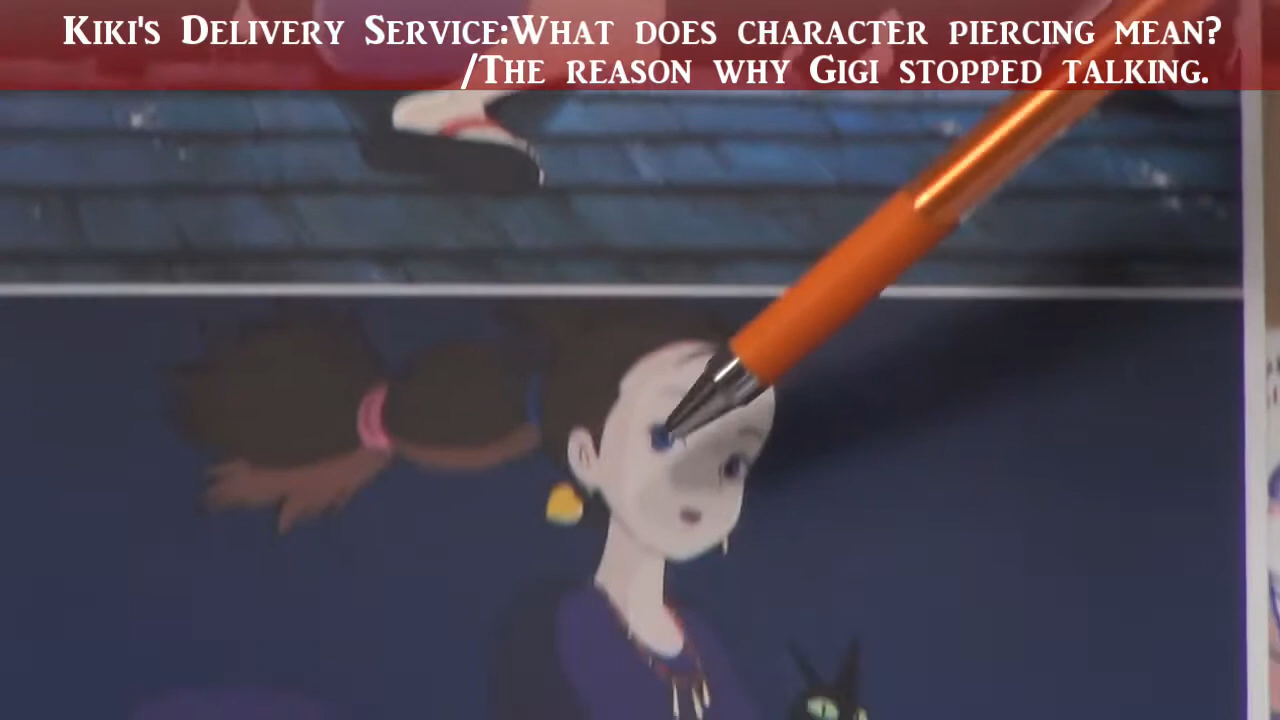 Kiki's Delivery Service:What does character piercing mean?
/The reason why Gigi stopped talking.